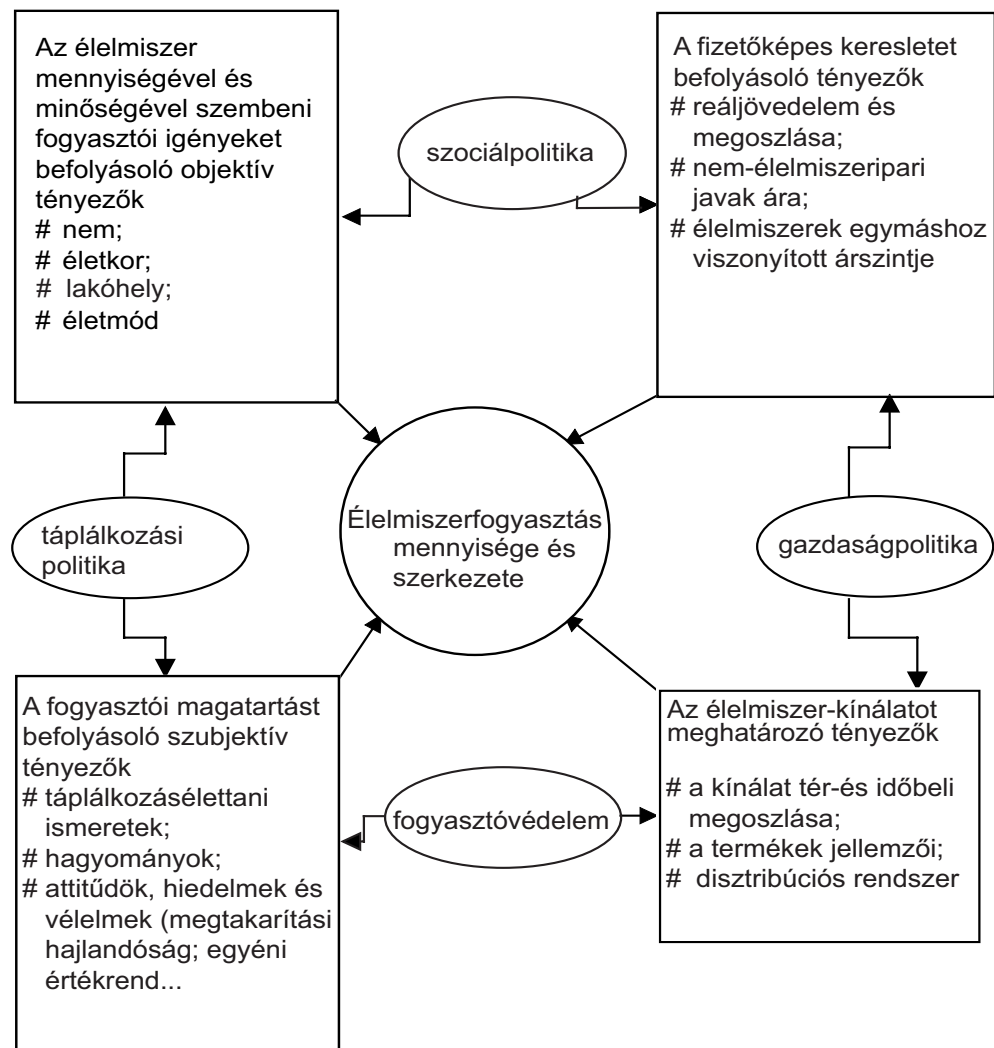 Az élelmiszer
mennyiségével és
minőségével szembeni
fogyasztói igényeket
befolyásoló objektív
tényezők
# nem;
# életkor;
# lakóhely;
# életmód
szociálpolitika
A fizetőképes keresletet
befolyásoló tényezők
# reáljövedelem és
megoszlása;
# nem-élelmiszeripari
javak ára;
# élelmiszerek egymáshoz
viszonyított árszintje
táplálkozási
politika
Élelmiszerfogyasztás
mennyisége és
szerkezete
gazdaságpolitika
A fogyasztói magatartást
befolyásoló szubjektív
tényezők
# táplálkozásélettani
ismeretek;
# hagyományok;
# attitűdök, hiedelmek és
vélelmek (megtakarítási
hajlandóság; egyéni
értékrend...
fogyasztóvédelem
Az élelmiszer-kínálatot
meghatározó tényezők
# a kínálat tér-és időbeli
megoszlása;
# a termékek jellemzői;
# disztribúciós rendszer